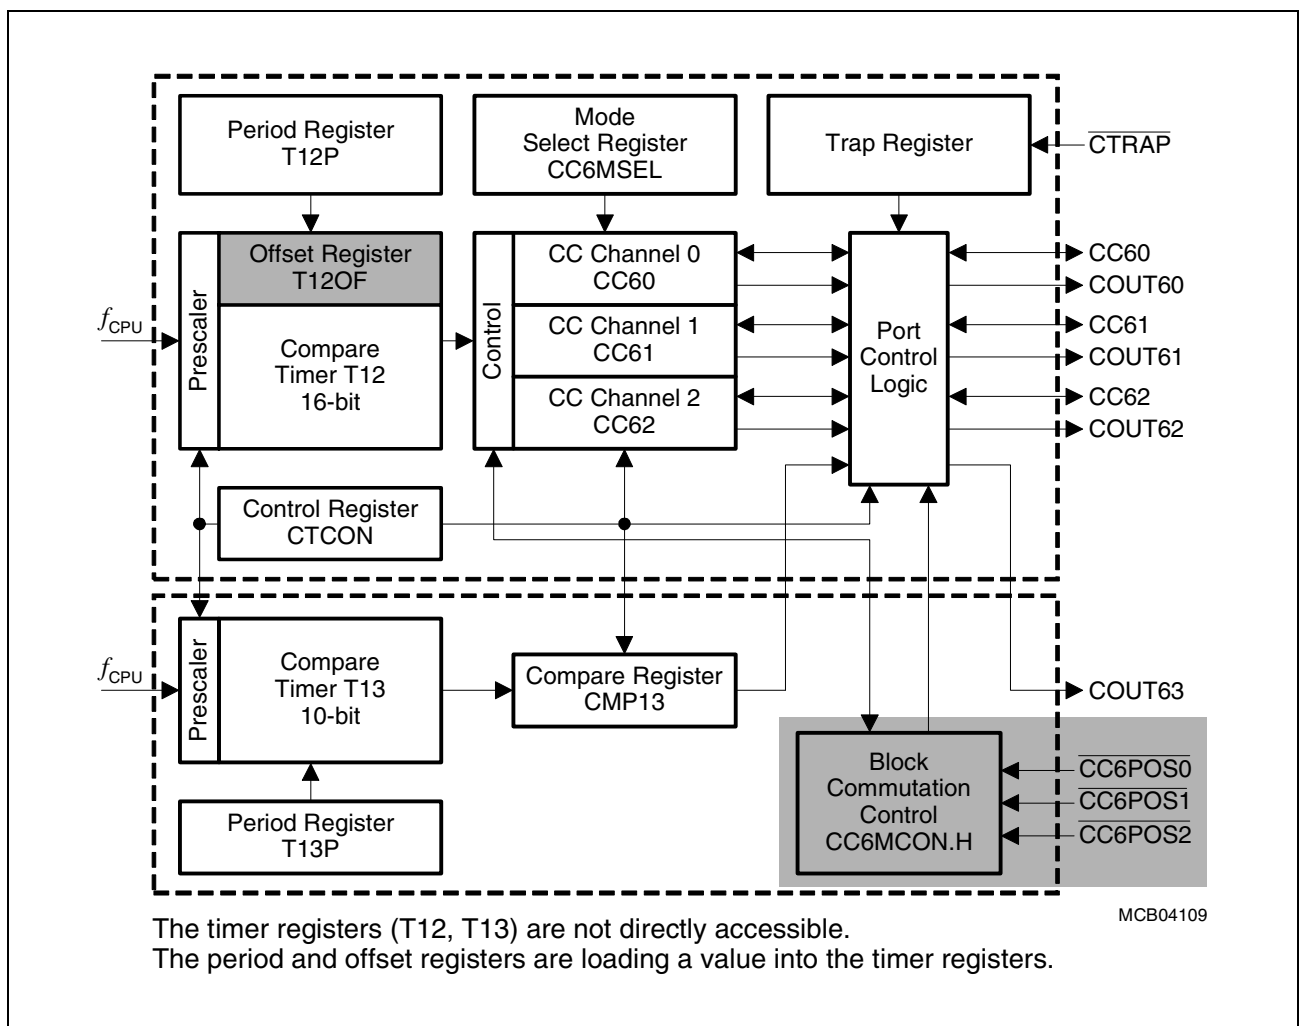 Period Register
T12P
Mode
Select Register
CC6MSEL
Trap Register
CTRAP
Prescaler
Offset Register
T12OF
Compare
Timer T12
16-bit
fCPU
Control
CC Channel 0
CC60
CC Channel 1
CC61
CC Channel 2
CC62
Port
Control
Logic
CC60
COUT60
CC61
COUT61
CC62
COUT62
Control Register
CTCON
fCPU
Prescaler
Compare
Timer T13
10-bit
Compare Register
CMP13
COUT63
Period Register
T13P
Block
Commutation
Control
CC6MCON.H
CC6POS0
CC6POS1
CC6POS2
MCB04109
The timer registers (T12, T13) are not directly accessible.
The period and offset registers are loading a value into the timer registers.